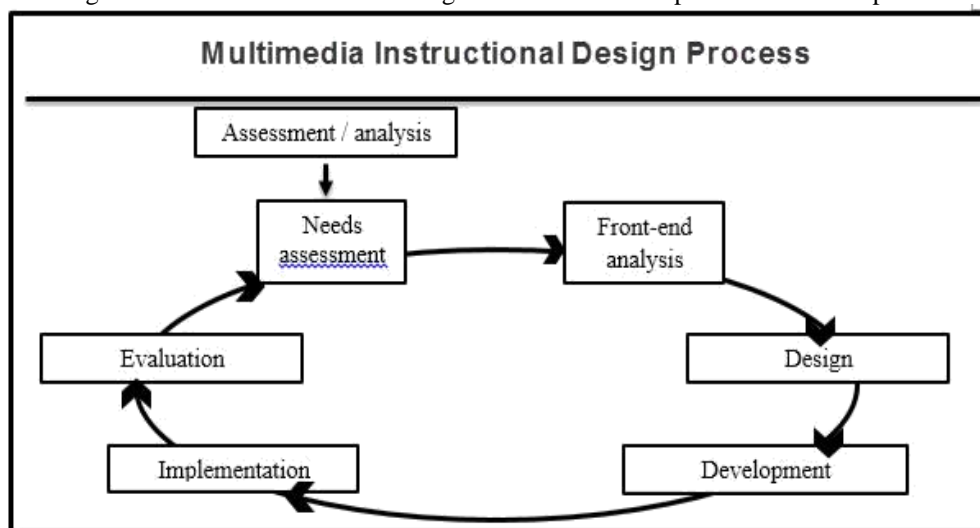 Multimedia Instructional Design Process
Assessment / analysis
Needs
assessment
Front-end
analysis
Evaluation
Design
Implementation
Development